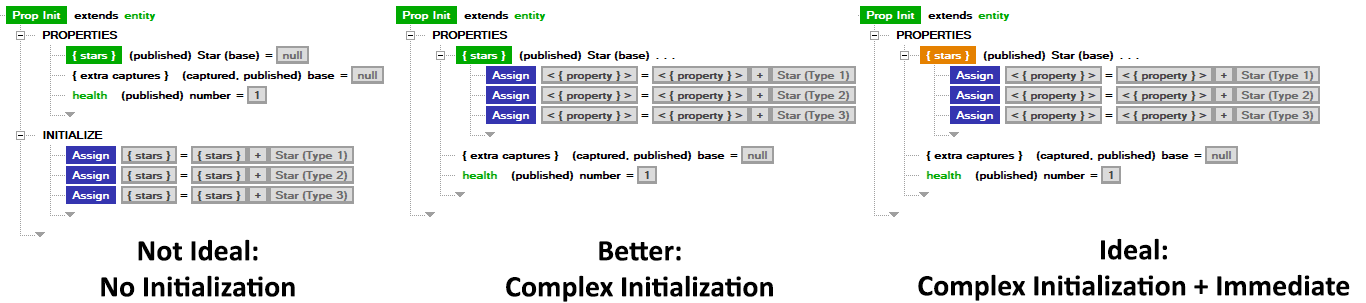 Prop Init extends entity
PROPERTIES
{ stars } (published) Star (base) = null
{ extra captures } (captured, published) base = null
health (published) number = 1
INITIALIZE
Assign { stars } = { stars } + Star (Type 1)
Assign { stars } = { stars } + Star (Type 2)
Assign { stars } = { stars } + Star (Type 3)
Not Ideal:
No Initialization
Prop Init extends entity
PROPERTIES
{ stars } (published) Star (base) . . .
Assign < { property } > = < { property } > + Star (Type 1)
Assign < { property } > = < { property } > + Star (Type 2)
Assign < { property } > = < { property } > + Star (Type 3)
{ extra captures } (captured, published) base = null
health (published) number = 1
Better:
Complex Initialization
Prop Init extends entity
PROPERTIES
{ stars } (published) Star (base) . . .
Assign < { property } > = < { property } > + Star (Type 1)
Assign < { property } > = < { property } > + Star (Type 2)
Assign < { property } > = < { property } > + Star (Type 3)
{ extra captures } (captured, published) base = null
health (published) number = 1
Ideal:
Complex Initialization + Immediate